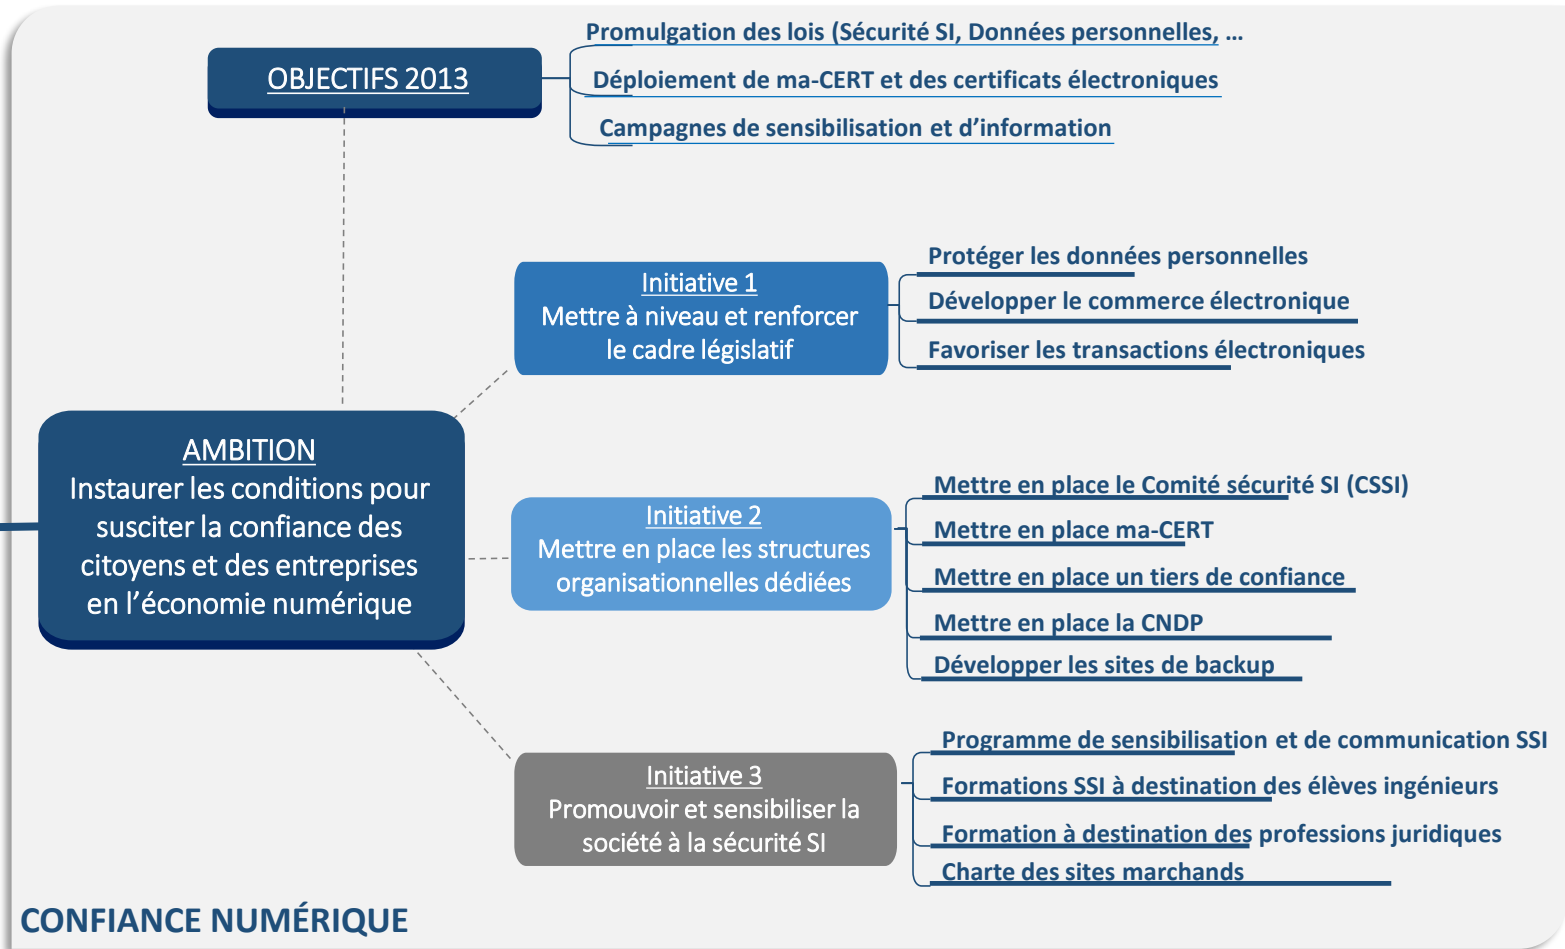 Promulgation des lois (Sécurité SI, Données personnelles, …
OBJECTIFS 2013
Déploiement de ma-CERT et des certificats électroniques
Campagnes de sensibilisation et d’information
Initiative 1
Mettre à niveau et renforcer
le cadre législatif
Protéger les données personnelles
Développer le commerce électronique
Favoriser les transactions électroniques
AMBITION
Instaurer les conditions pour
susciter la confiance des
citoyens et des entreprises
en l’économie numérique
Initiative 2
Mettre en place les structures
organisationnelles dédiées
Mettre en place le Comité sécurité SI (CSSI)
Mettre en place ma-CERT
Mettre en place un tiers de confiance
Mettre en place la CNDP
Développer les sites de backup
Initiative 3
Promouvoir et sensibiliser la
société à la sécurité SI
Programme de sensibilisation et de communication SSI
Formations SSI à destination des élèves ingénieurs
Formation à destination des professions juridiques
Charte des sites marchands
CONFIANCE NUMÉRIQUE